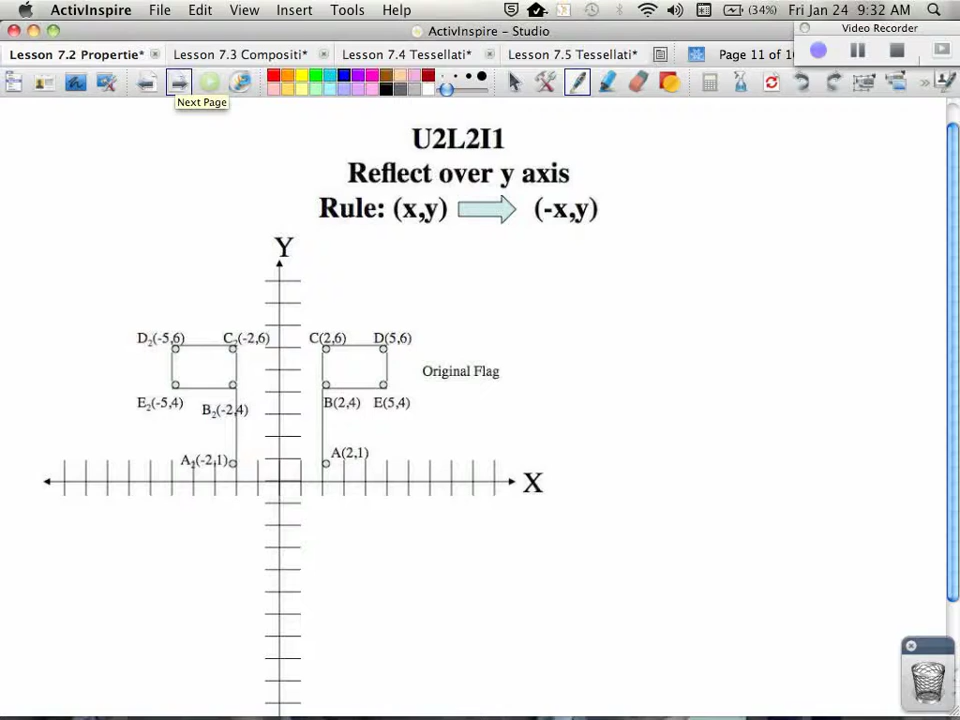 ActivInspire File Edit View Insert Tools Help (34%) Fri Jan 24 9:32 AM
ActivInspire - Studio
Video Recorder
Lesson 7.2 Propertie* Lesson 7.3 Compositi* Lesson 7.4 Tessellati* Lesson 7.5 Tessellati* Page 11 of 1
Next Page
U2L2I1
Reflect over y axis
Rule: (x,y) (-x,y)
Y
D2(-5,6) C2(-2,6) C(2,6) D(5,6)
Original Flag
E2(-5,4) B2(-2,4) B(2,4) E(5,4)
A2(-2,1) A(2,1)
X